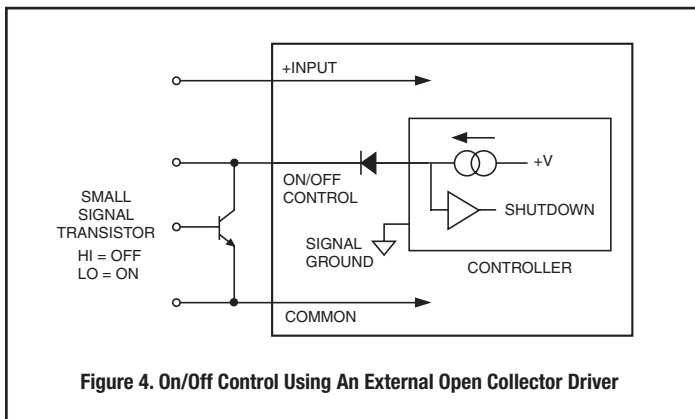 +INPUT
+V
ON/OFF
CONTROL
SHUTDOWN
SMALL
SIGNAL
TRANSISTOR
HI = OFF
LO = ON
SIGNAL
GROUND
CONTROLLER
COMMON
Figure 4. On/Off Control Using An External Open Collector Driver